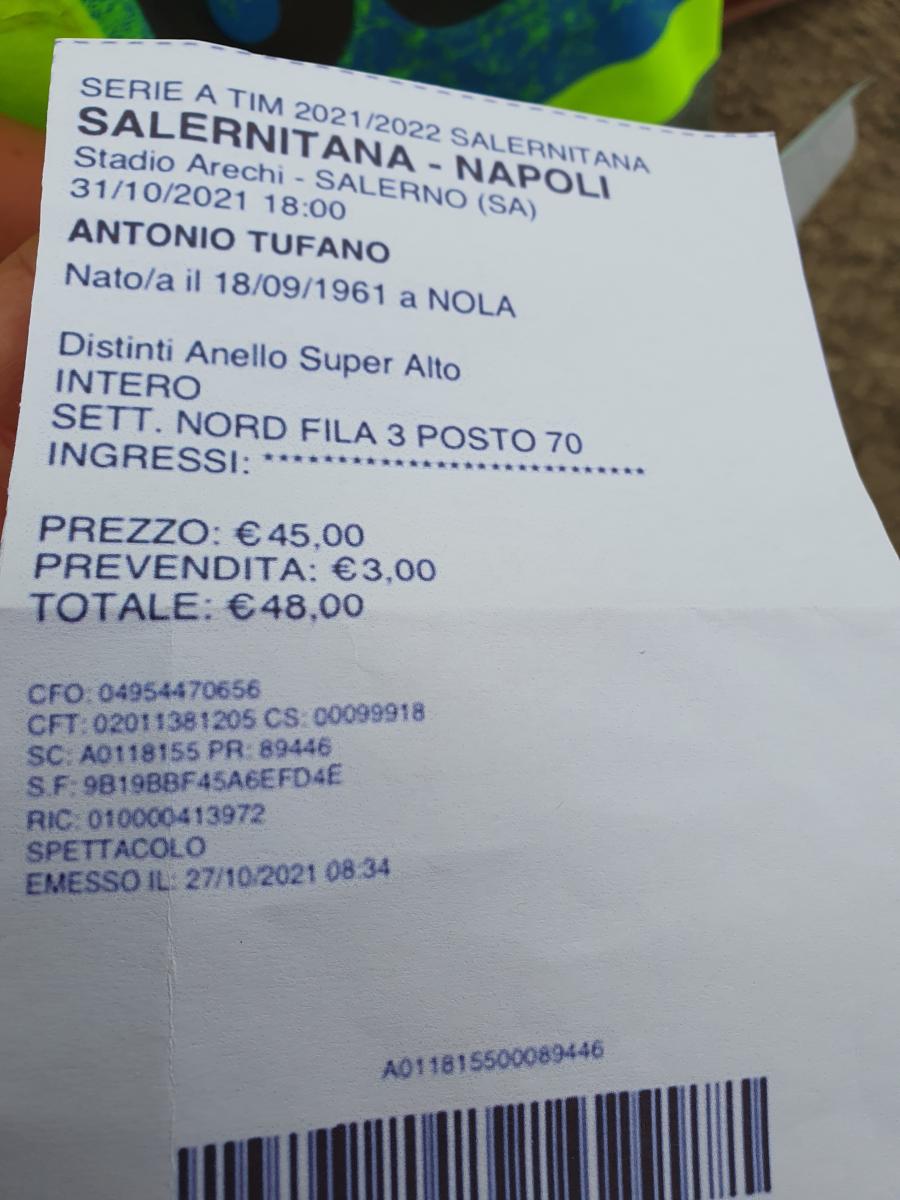 SERIE A TIM 2021/2022 SALERNITANA
SALERNITANA - NAPOLI
Stadio Arechi - SALERNO (SA)
31/10/2021 18:00
ANTONIO TUFANO
Nato/a il 18/09/1961 a NOLA
Distinti Anello Super Alto
INTERO
SETT. NORD FILA 3 POSTO 70
INGRESSI: ******************************
PREZZO: €45,00
PREVENDITA: €3,00
TOTALE: €48,00
CFO: 04954470656
CFT: 02011381205 CS: 00099918
SC: A0118155 PR: 89446
S.F: 9B19BBF45A6EFD4E
RIC: 010000413972
SPETTACOLO
EMESSO IL: 27/10/2021 08:34
A011815500089446